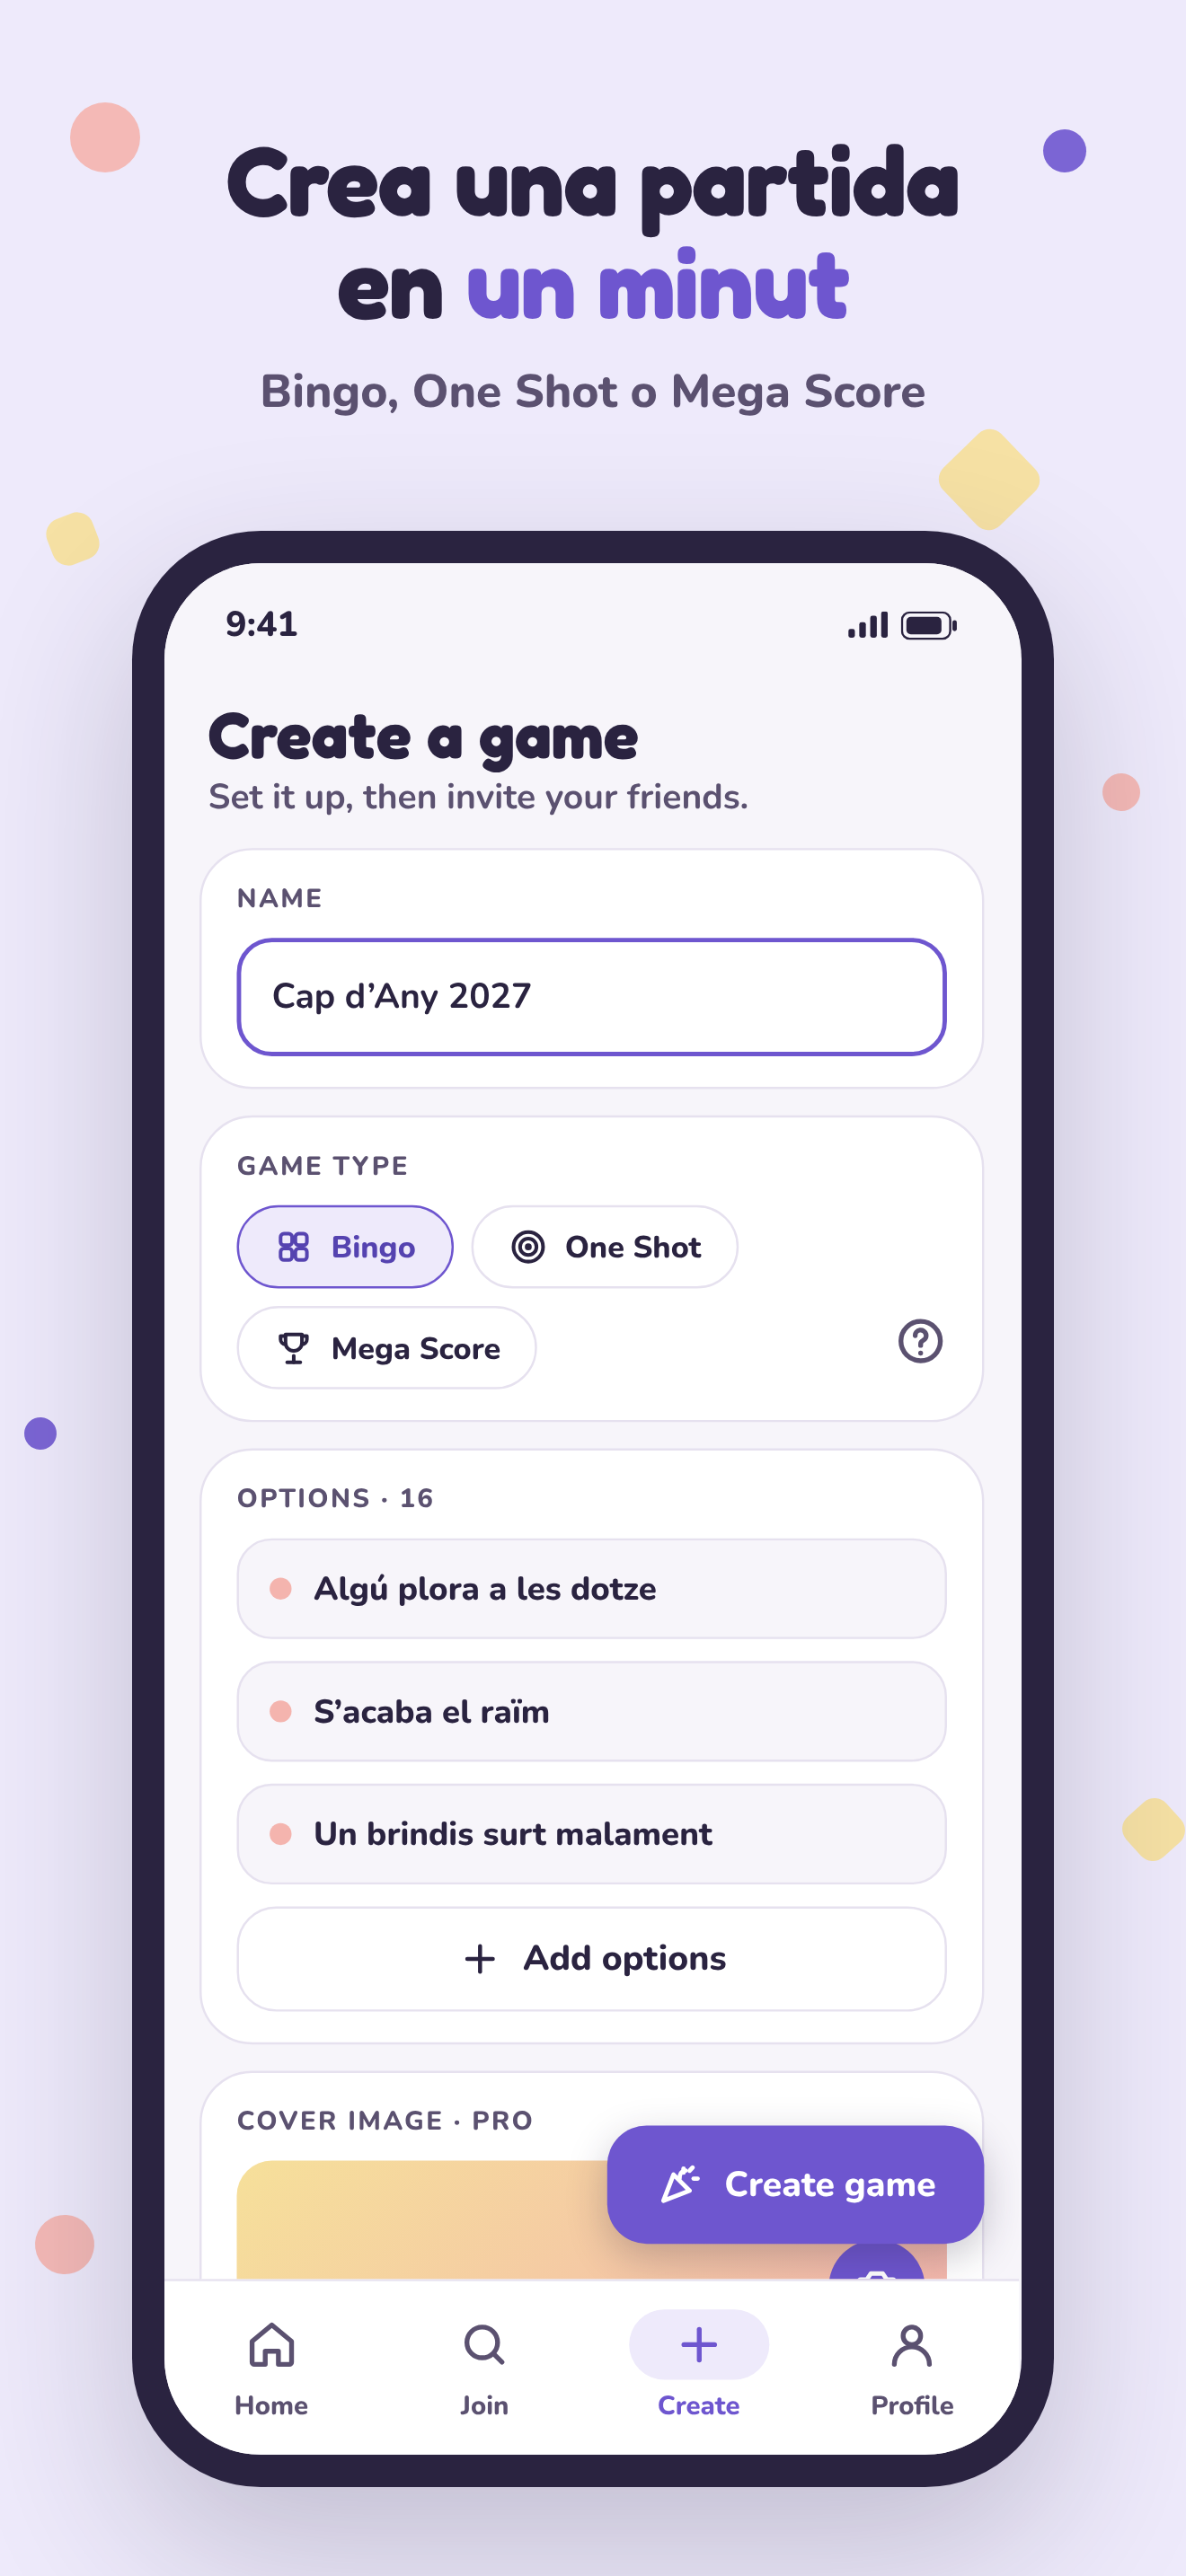 Crea una partida
en un minut
Bingo, One Shot o Mega Score
9:41
Create a game
Set it up, then invite your friends.
NAME
Cap d’Any 2027
GAME TYPE
Bingo
One Shot
Mega Score
OPTIONS · 16
Algú plora a les dotze
S’acaba el raïm
Un brindis surt malament
Add options
COVER IMAGE · PRO
Create game
Home
Join
Create
Profile